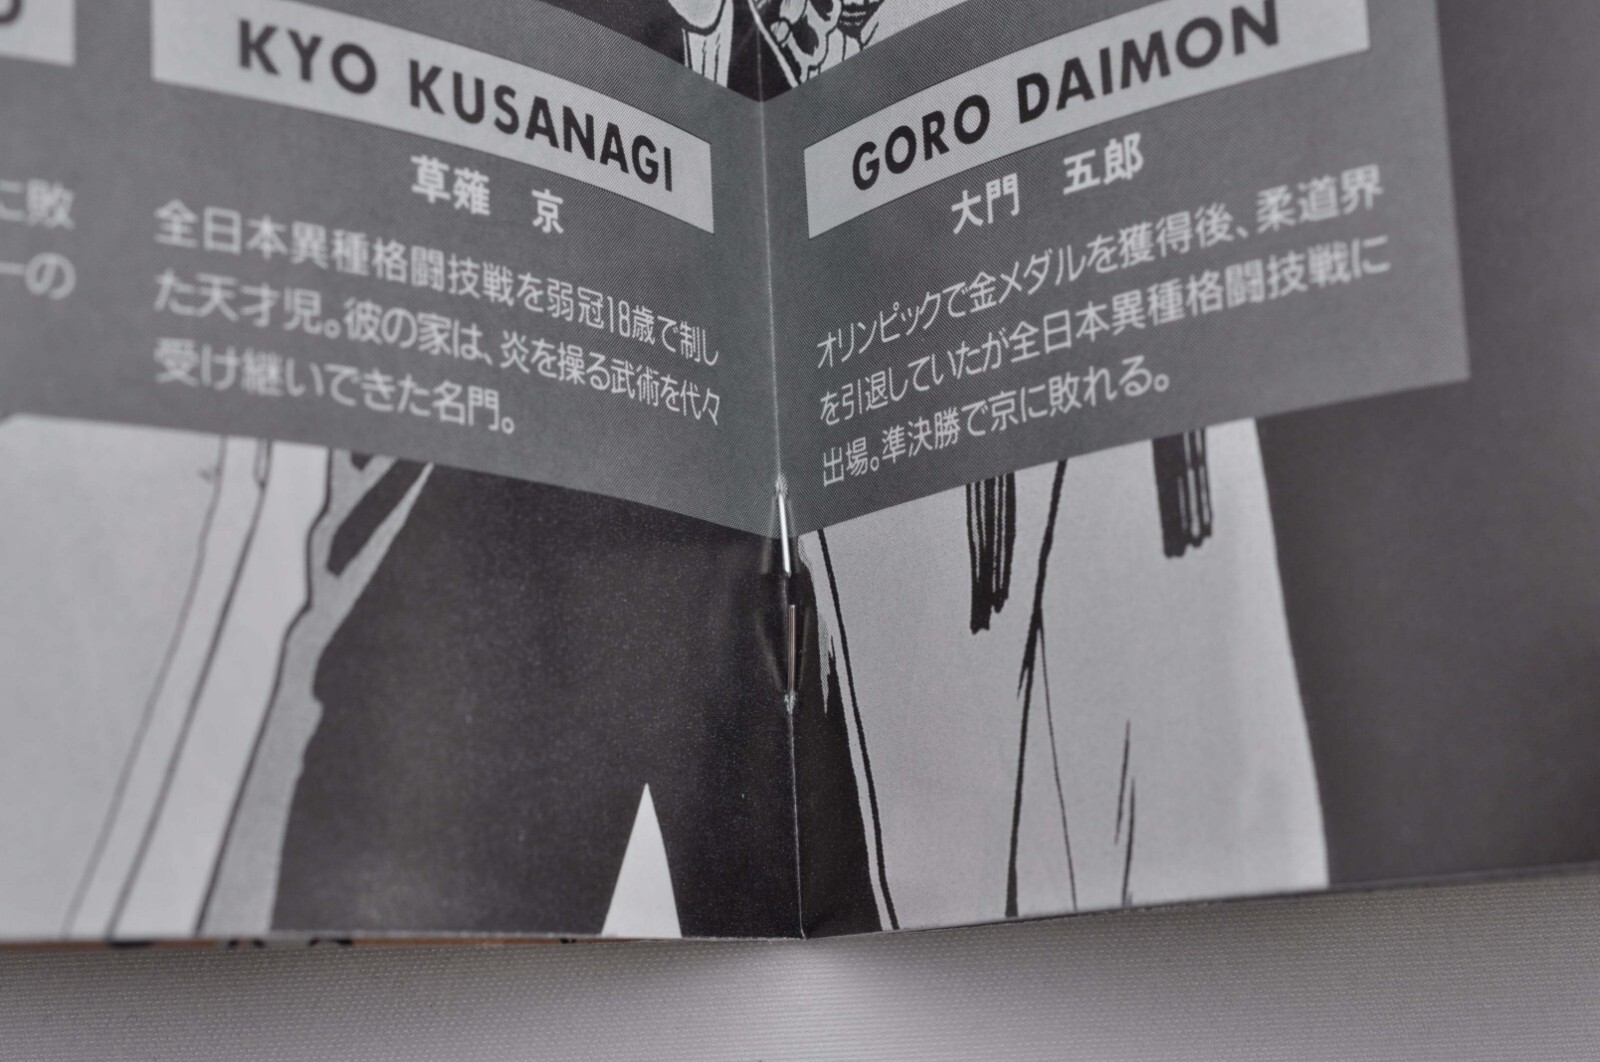 に敗
ーの
KYO KUSANAGI
草薙 京
全日本異種格闘技戦を弱冠18歳で制し
た天才児。彼の家は、炎を操る武術を代々
受け継いできた名門。
GORO DAIMON
大門 五郎
オリンピックで金メダルを獲得後、柔道界
を引退していたが全日本異種格闘技戦に
出場。準決勝で京に敗れる。